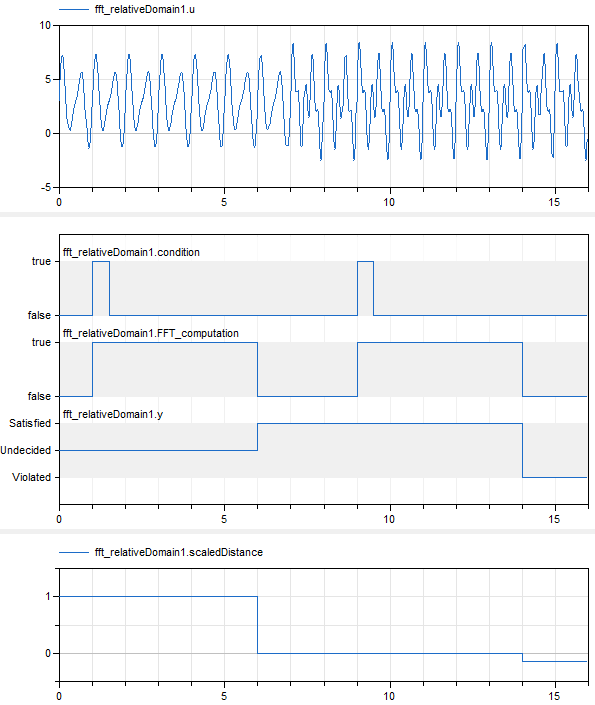 fft_relativeDomain1.u
10
5
0
-5
0 5 10 15
fft_relativeDomain1.condition
true
false
fft_relativeDomain1.FFT_computation
true
false
fft_relativeDomain1.y
Satisfied
Undecided
Violated
0 5 10 15
fft_relativeDomain1.scaledDistance
1
0
0 5 10 15